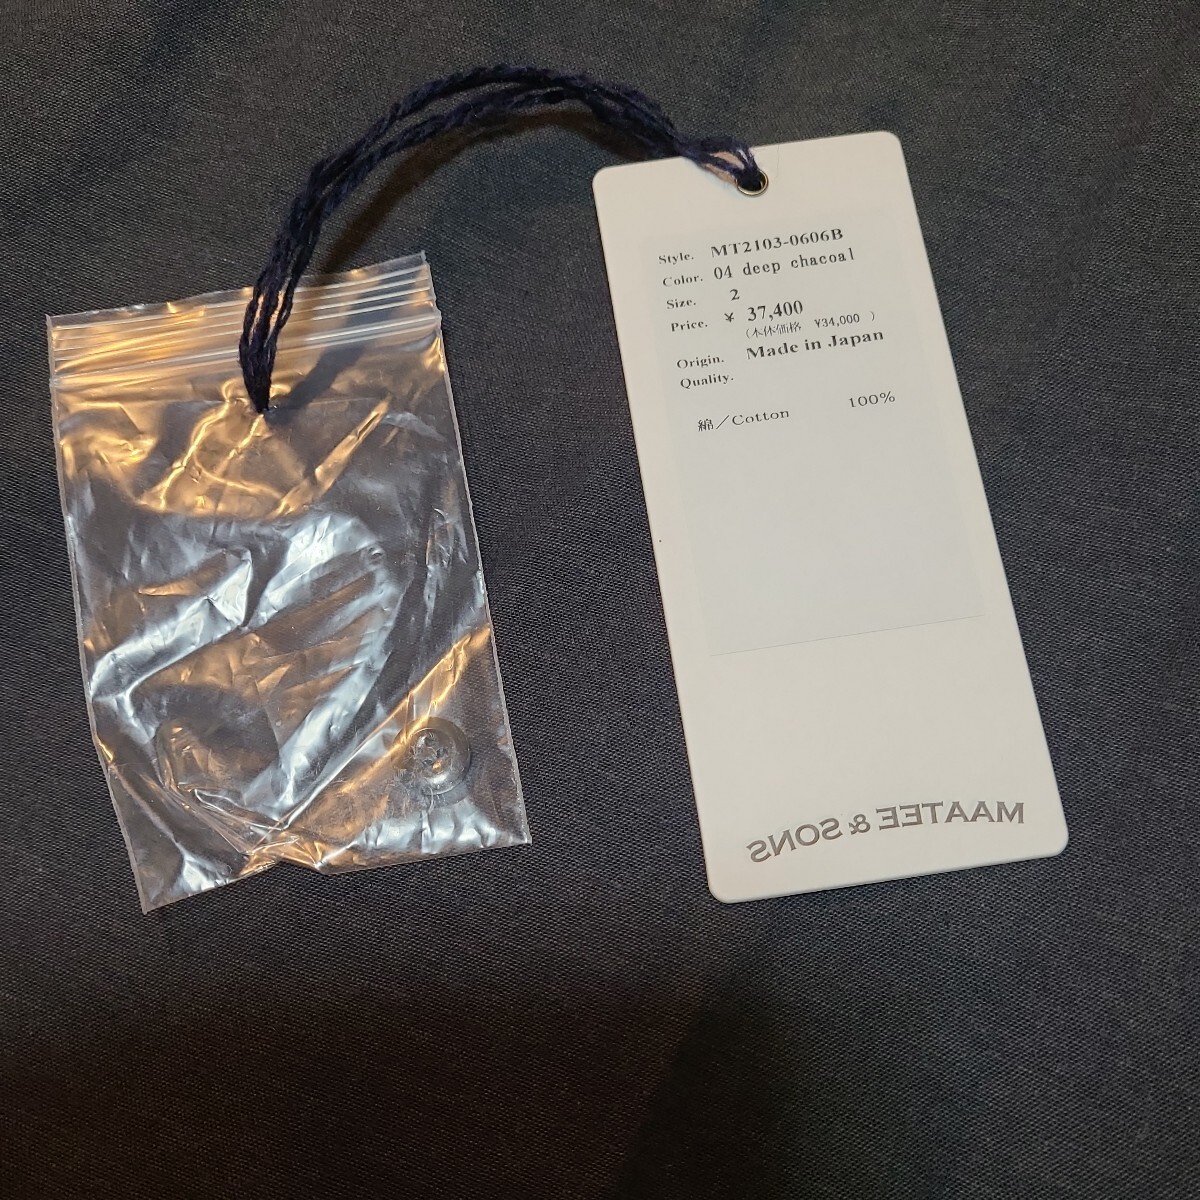 Style. MT2103-0606B
Color. 04 deep chacoal
Size. 2
Price. ¥ 37,400
(本体価格 ¥34,000 )
Origin. Made in Japan
Quality.
綿/Cotton 100%
MAATEE & SONS